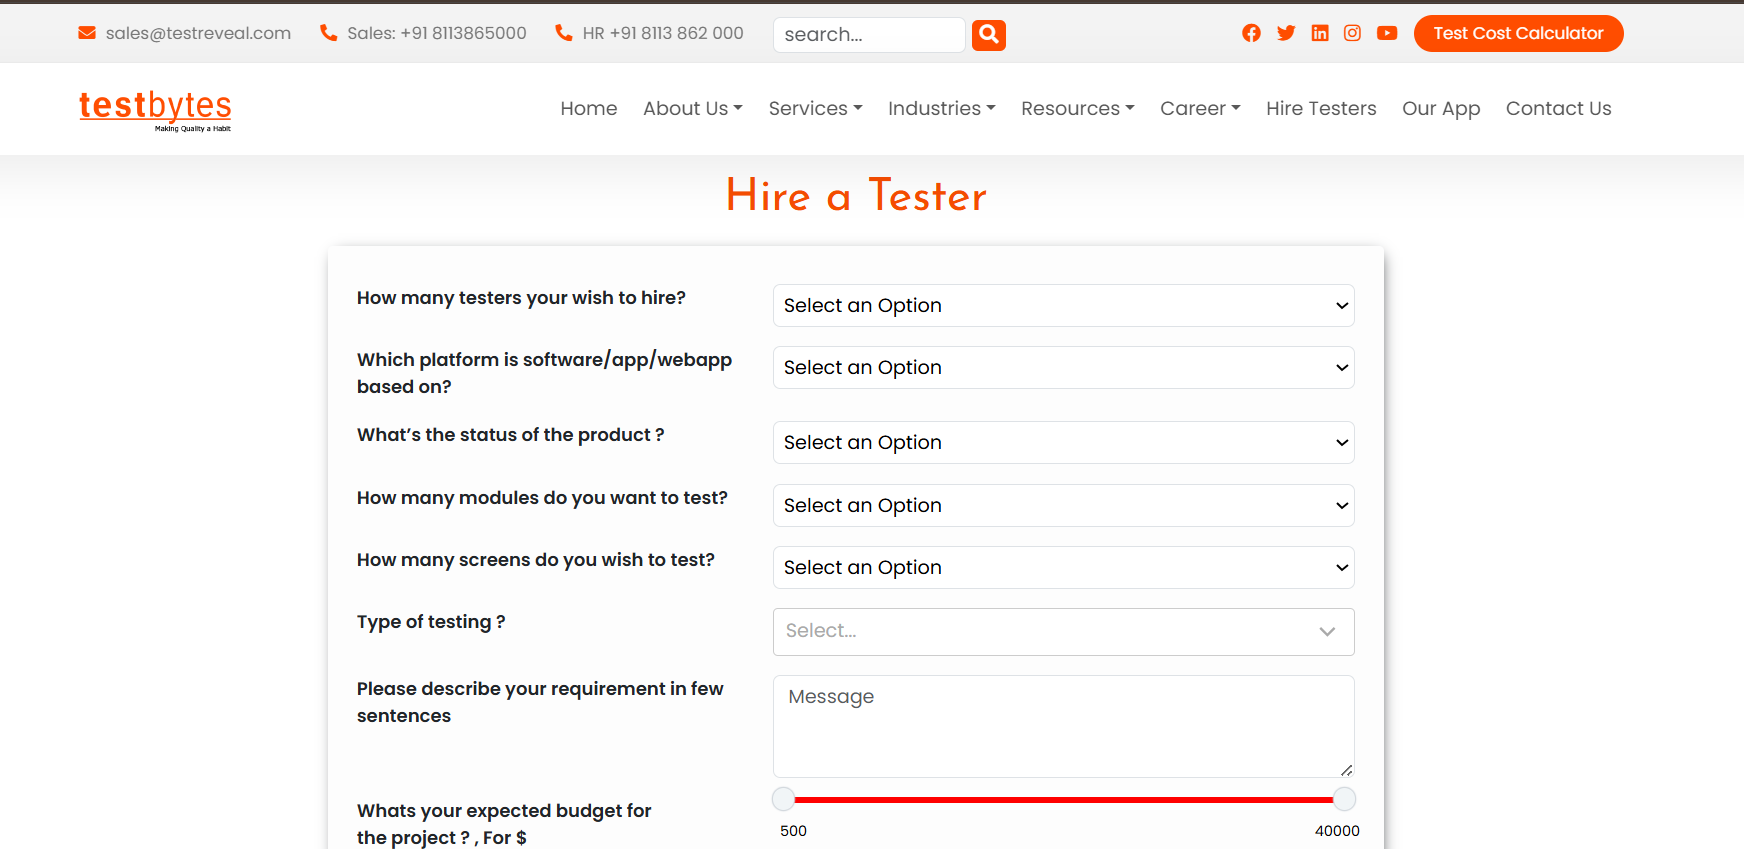 sales@testreveal.com Sales: +91 8113865000 HR +91 8113 862 000 search... Test Cost Calculator
testbytes
Making Quality a Habit
Home About Us Services Industries Resources Career Hire Testers Our App Contact Us
Hire a Tester
How many testers your wish to hire? Select an Option
Which platform is software/app/webapp
based on?
Select an Option
What's the status of the product ? Select an Option
How many modules do you want to test? Select an Option
How many screens do you wish to test? Select an Option
Type of testing ? Select...
Please describe your requirement in few
sentences
Message
Whats your expected budget for
the project ? , For $
500 40000